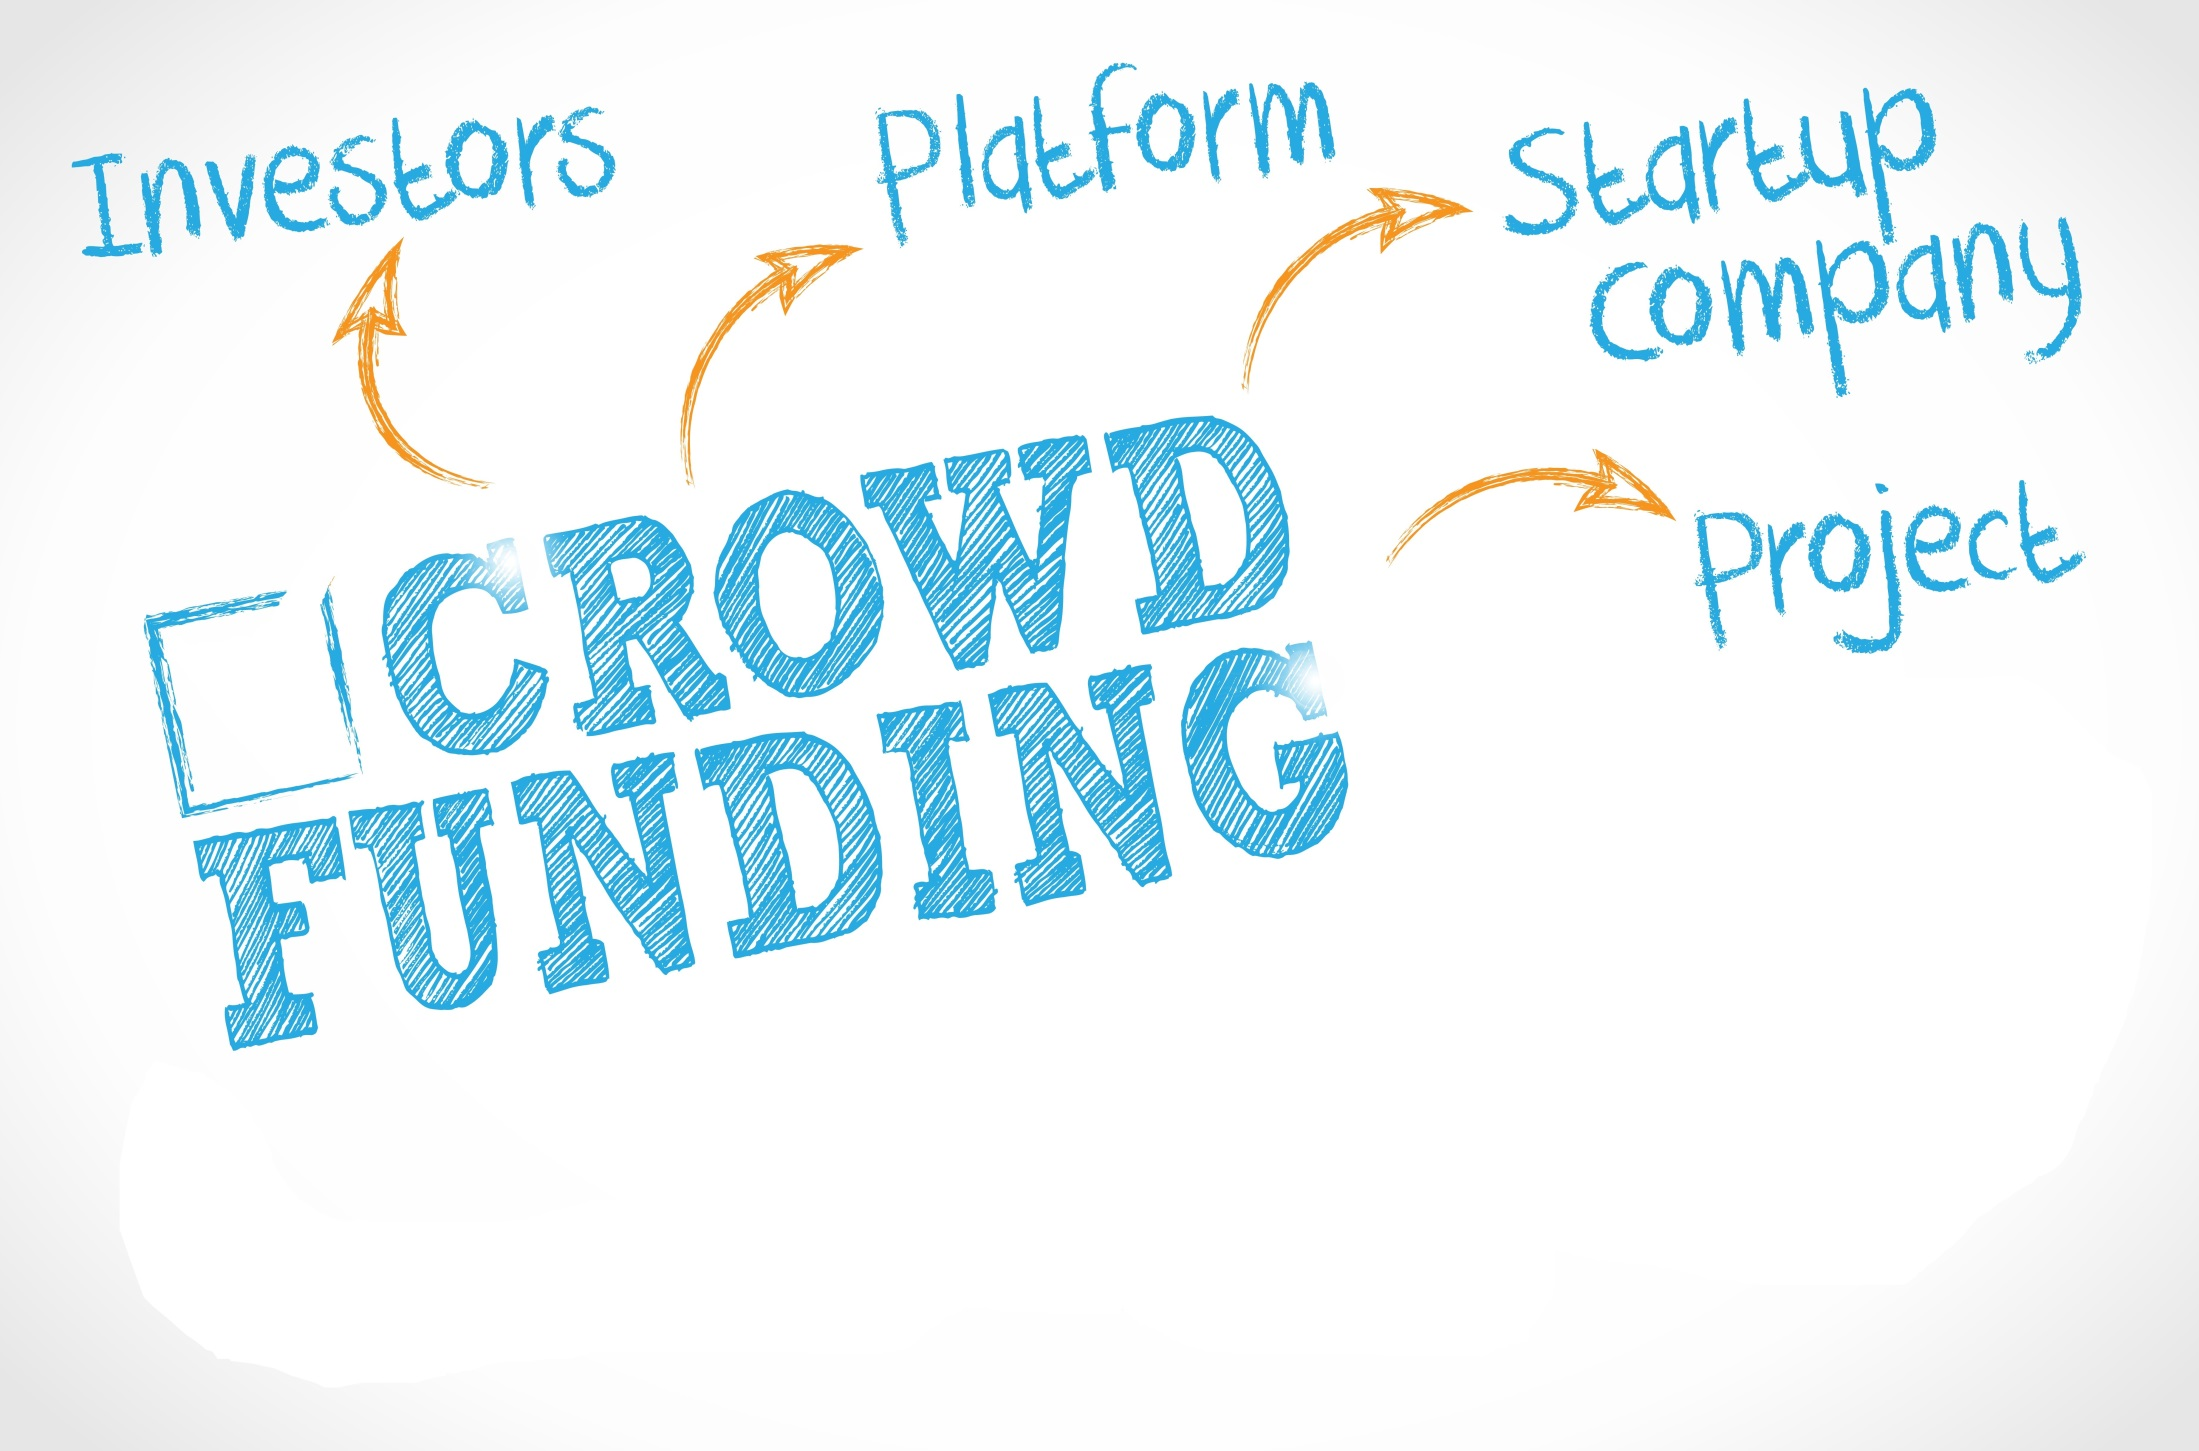 Investors
Platform
Startup
company
Project
CROWD
FUNDING